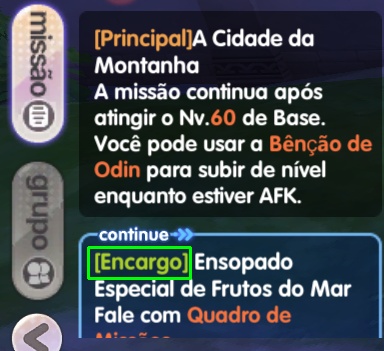 missão
grupo
[Principal]A Cidade da
Montanha
A missão continua após
atingir o Nv.60 de Base.
Você pode usar a Bênção de
Odin para subir de nível
enquanto estiver AFK.
continue
[Encargo] Ensopado
Especial de Frutos do Mar
Fale com Quadro de
Missões